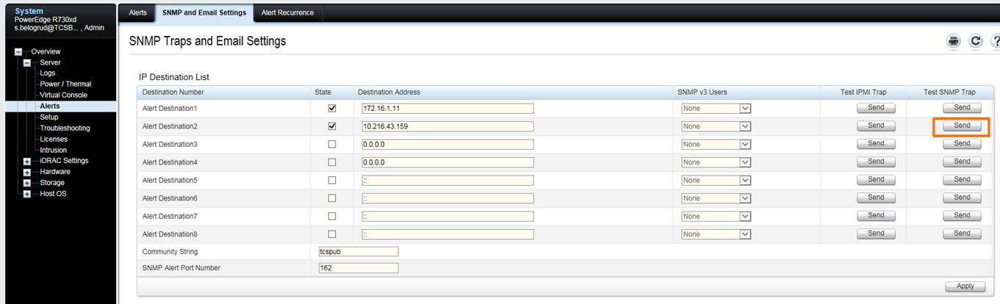 System
PowerEdge R730xd
s.belogrud@TCSB... , Admin
Overview
Server
Logs
Power / Thermal
Virtual Console
Alerts
Setup
Troubleshooting
Licenses
Intrusion
iDRAC Settings
Hardware
Storage
Host OS
Alerts SNMP and Email Settings Alert Recurrence
SNMP Traps and Email Settings
?
IP Destination List
Destination Number State Destination Address SNMP v3 Users Test IPMI Trap Test SNMP Trap
Alert Destination1 172.16.1.11 None Send Send
Alert Destination2 10.216.43.159 None Send Send
Alert Destination3 0.0.0.0 None Send Send
Alert Destination4 0.0.0.0 None Send Send
Alert Destination5 :: None Send Send
Alert Destination6 :: None Send Send
Alert Destination7 :: None Send Send
Alert Destination8 :: None Send Send
Community String tcspub
SNMP Alert Port Number 162
Apply